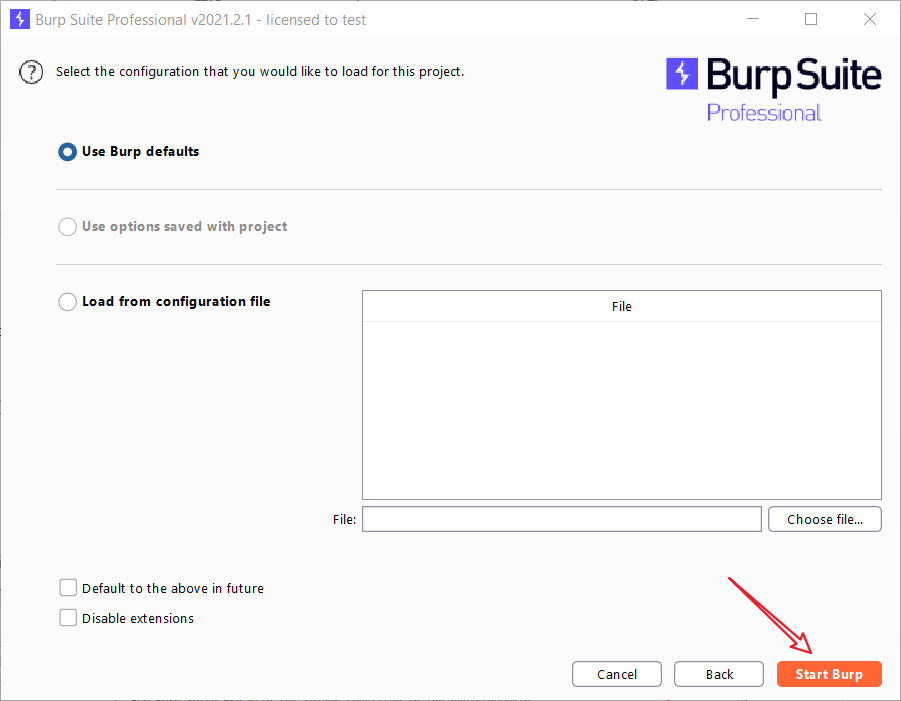 Burp Suite Professional v2021.2.1 - licensed to test
?
Select the configuration that you would like to load for this project.
Burp Suite
Professional
Use Burp defaults
Use options saved with project
Load from configuration file
File
File:
Choose file...
Default to the above in future
Disable extensions
Cancel
Back
Start Burp